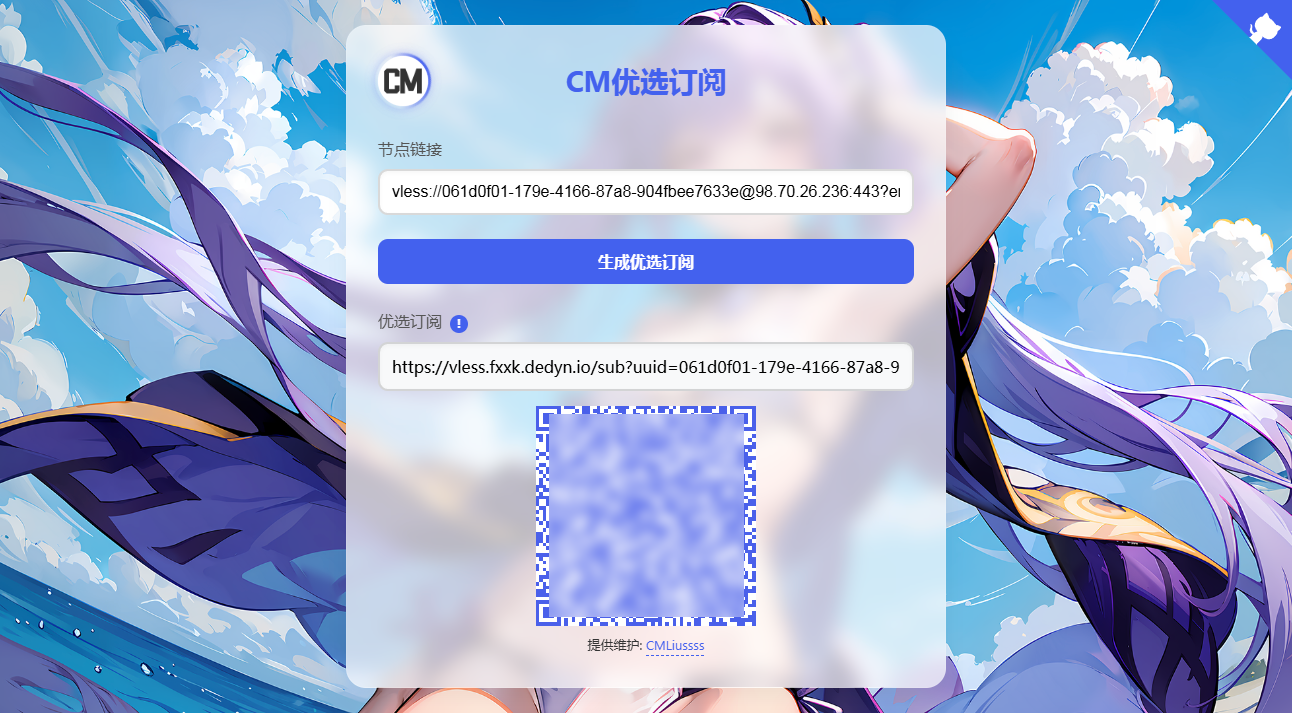 CM
CM优选订阅
节点链接
vless://061d0f01-179e-4166-87a8-904fbee7633e@98.70.26.236:443?en
生成优选订阅
优选订阅 !
https://vless.fxxk.dedyn.io/sub?uuid=061d0f01-179e-4166-87a8-9
提供维护: CMLiussss